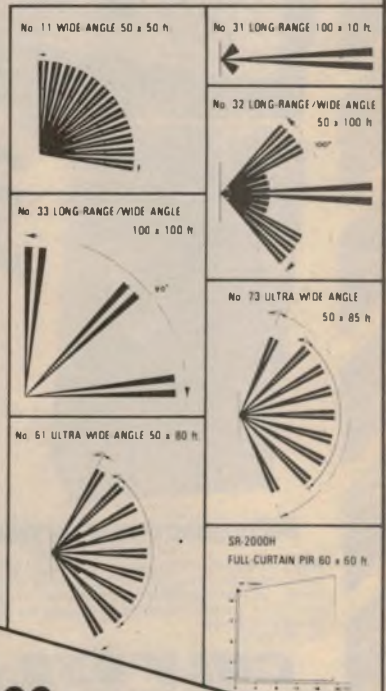 No. 11 WIDE ANGLE 50 x 50 ft
No 31 LONG RANGE 100 x 10 ft.
No. 32 LONG RANGE/WIDE ANGLE
50 x 100 ft
100°
No 33 LONG RANGE/WIDE ANGLE
100 x 100 ft
90°
No 73 ULTRA WIDE ANGLE
50 x 85 ft
No. 61 ULTRA WIDE ANGLE 50 x 80 ft
SR-2000H
FULL-CURTAIN PIR 60 x 60 ft